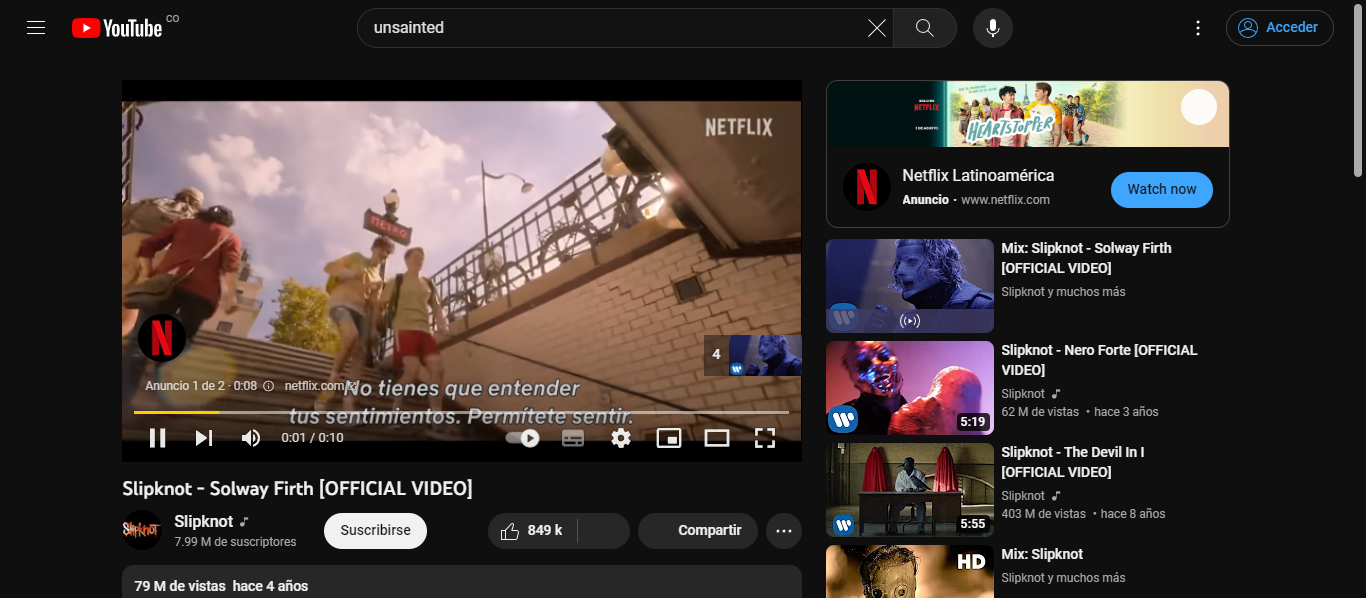 YouTube CO
unsainted
Acceder
NETFLIX
METRO
4
Anuncio 1 de 2 · 0:08
netflix.com
No tienes que entender
tus sentimientos. Permítete sentir.
0:01 / 0:10
Slipknot - Solway Firth [OFFICIAL VIDEO]
SLIPKNOT
Slipknot
7.99 M de suscriptores
Suscribirse
849 k
Compartir
79 M de vistas hace 4 años
SOLO EN
NETFLIX
HEARTSTOPPER
N
Netflix Latinoamérica
Anuncio · www.netflix.com
Watch now
Mix: Slipknot - Solway Firth
[OFFICIAL VIDEO]
Slipknot y muchos más
Slipknot - Nero Forte [OFFICIAL
VIDEO]
Slipknot
62 M de vistas • hace 3 años
5:19
Slipknot - The Devil In I
[OFFICIAL VIDEO]
Slipknot
403 M de vistas • hace 8 años
5:55
Mix: Slipknot
Slipknot y muchos más
HD